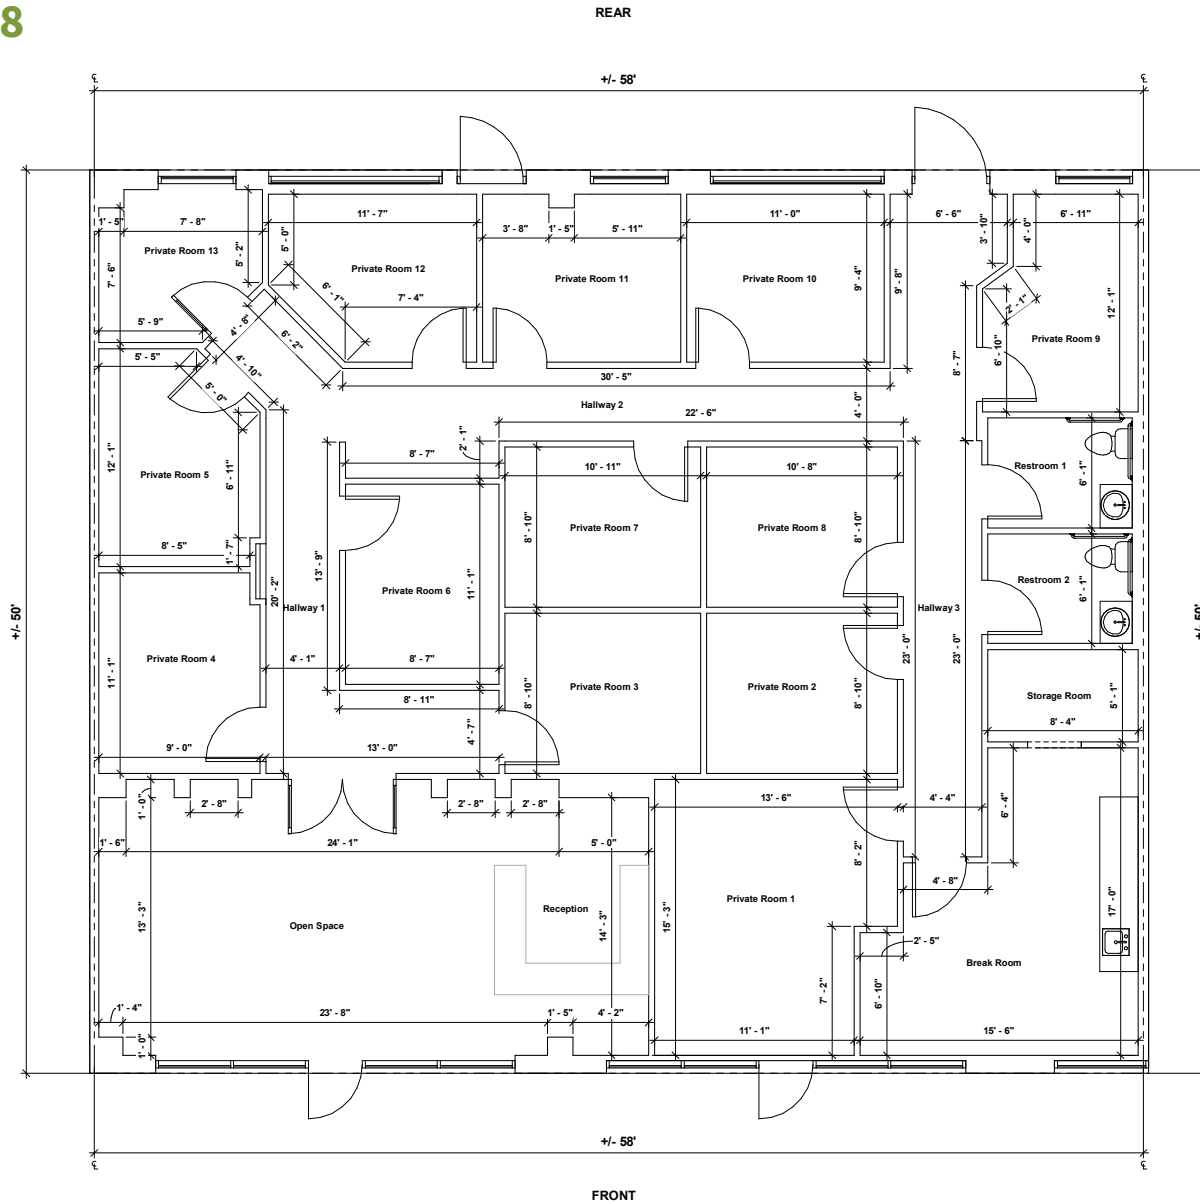 8
REAR
+/- 58'
℄
℄
11' - 7"
11' - 0"
6' - 6"
6' - 11"
1' - 5"
7' - 8"
3' - 8"
1' - 5"
5' - 11"
5' - 0"
5' - 2"
3' - 10"
4' - 0"
Private Room 13
Private Room 12
Private Room 11
Private Room 10
7' - 6"
9' - 4"
9' - 8"
6' - 1"
7' - 4"
2' - 1"
12' - 1"
5' - 9"
4' - 8"
6' - 2"
Private Room 9
6' - 10"
8' - 7"
5' - 5"
4' - 10"
30' - 5"
5' - 0"
Hallway 2
4' - 0"
22' - 6"
2' - 1"
8' - 7"
10' - 11"
10' - 8"
12' - 1"
Private Room 5
6' - 11"
Restroom 1
6' - 1"
8' - 10"
Private Room 7
Private Room 8
8' - 10"
8' - 5"
1' - 7"
13' - 9"
20' - 2"
Private Room 6
11' - 1"
Restroom 2
6' - 1"
+/- 50'
+/- 50'
Hallway 1
Hallway 3
23' - 0"
23' - 0"
Private Room 4
11' - 1"
4' - 1"
8' - 7"
8' - 10"
Private Room 3
Private Room 2
8' - 10"
Storage Room
5' - 1"
8' - 4"
8' - 11"
4' - 7"
9' - 0"
13' - 0"
1' - 0"
2' - 8"
2' - 8"
2' - 8"
13' - 6"
4' - 4"
6' - 4"
1' - 6"
24' - 1"
5' - 0"
8' - 2"
4' - 8"
Private Room 1
17' - 0"
Reception
13' - 3"
Open Space
14' - 3"
15' - 3"
2' - 5"
Break Room
7' - 2"
6' - 10"
1' - 4"
23' - 8"
1' - 5"
4' - 2"
1' - 0"
11' - 1"
15' - 6"
+/- 58'
℄
℄
FRONT